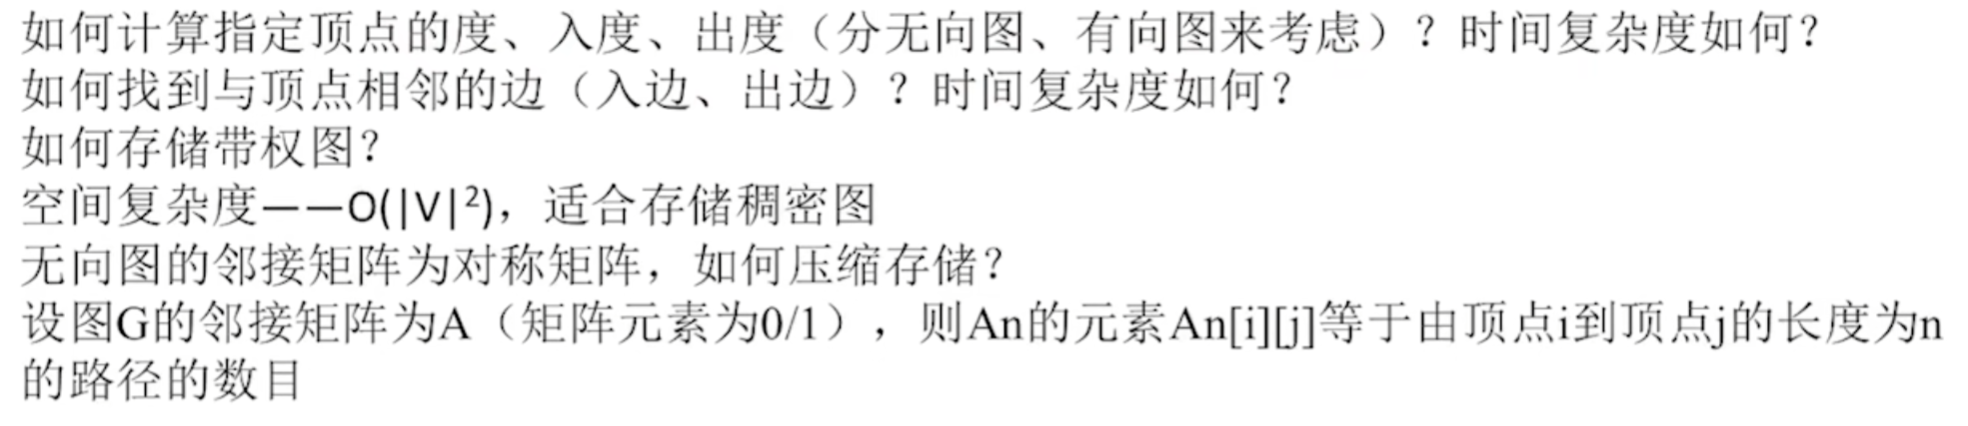 如何计算指定顶点的度、入度、出度（分无向图、有向图来考虑）？时间复杂度如何？
如何找到与顶点相邻的边（入边、出边）？时间复杂度如何？
如何存储带权图？
空间复杂度——O(|V|²)，适合存储稠密图
无向图的邻接矩阵为对称矩阵，如何压缩存储？
设图G的邻接矩阵为A（矩阵元素为0/1），则An的元素An[i][j]等于由顶点i到顶点j的长度为n
的路径的数目